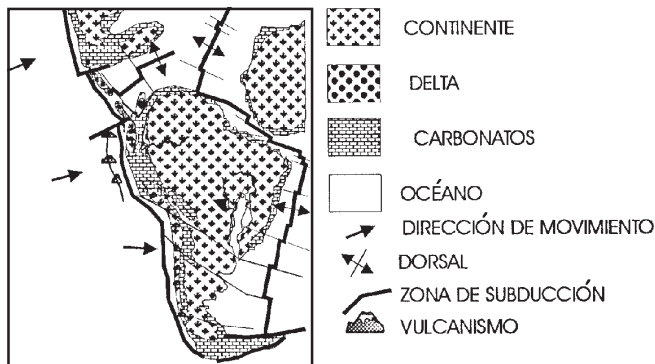 CONTINENTE
DELTA
CARBONATOS
OCÉANO
DIRECCIÓN DE MOVIMIENTO
DORSAL
ZONA DE SUBDUCCIÓN
VULCANISMO